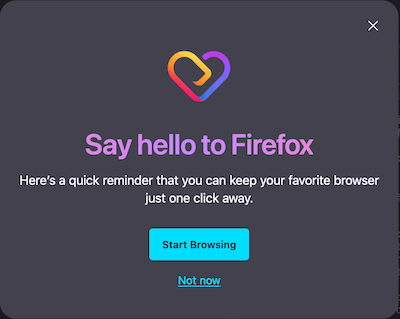 Say hello to Firefox
Here's a quick reminder that you can keep your favorite browser
just one click away.
Start Browsing
Not now